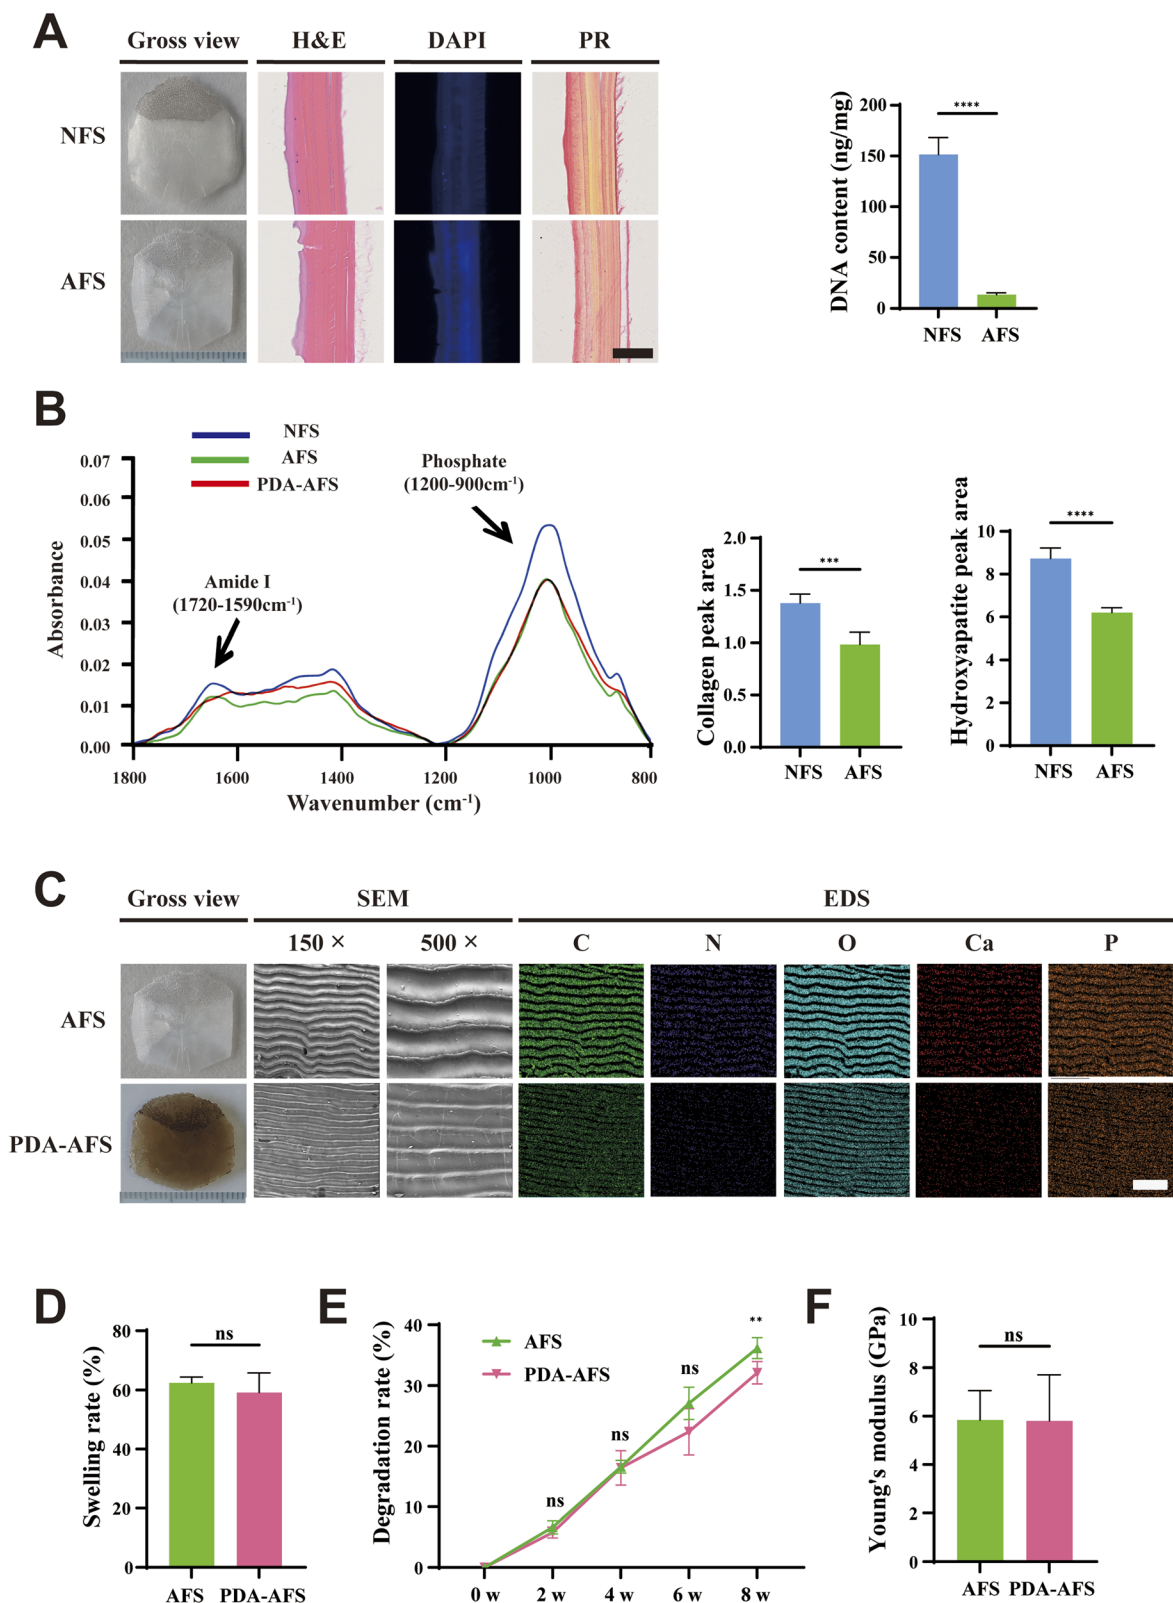 A
Gross view H&E DAPI PR
NFS
AFS
DNA content (ng/mg)
200
150
100
50
0
****
NFS AFS
B
NFS
AFS
PDA-AFS
Absorbance
0.07
0.06
0.05
0.04
0.03
0.02
0.01
0.00
Amide I
(1720-1590cm⁻¹)
Phosphate
(1200-900cm⁻¹)
1800 1600 1400 1200 1000 800
Wavenumber (cm⁻¹)
Collagen peak area
2.0
1.5
1.0
0.5
0.0
***
NFS AFS
Hydroxyapatite peak area
10
8
6
4
2
0
****
NFS AFS
C
Gross view SEM EDS
150 × 500 × C N O Ca P
AFS
PDA-AFS
D
Swelling rate (%)
80
60
40
20
0
ns
AFS PDA-AFS
E
Degradation rate (%)
40
30
20
10
0
AFS
PDA-AFS
ns
ns
ns
**
0 w 2 w 4 w 6 w 8 w
F
Young's modulus (GPa)
10
8
6
4
2
0
ns
AFS PDA-AFS